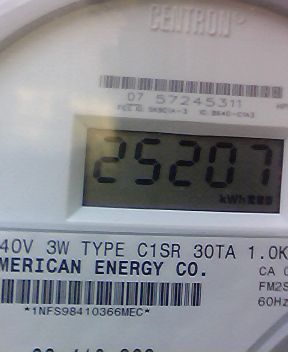 CENTRON®
07 57245311
25207
kWh
40V 3W TYPE C1SR 30TA 1.0K
MERICAN ENERGY CO.
CA 0
FM2S
60Hz
*1NFS98410366MEC*